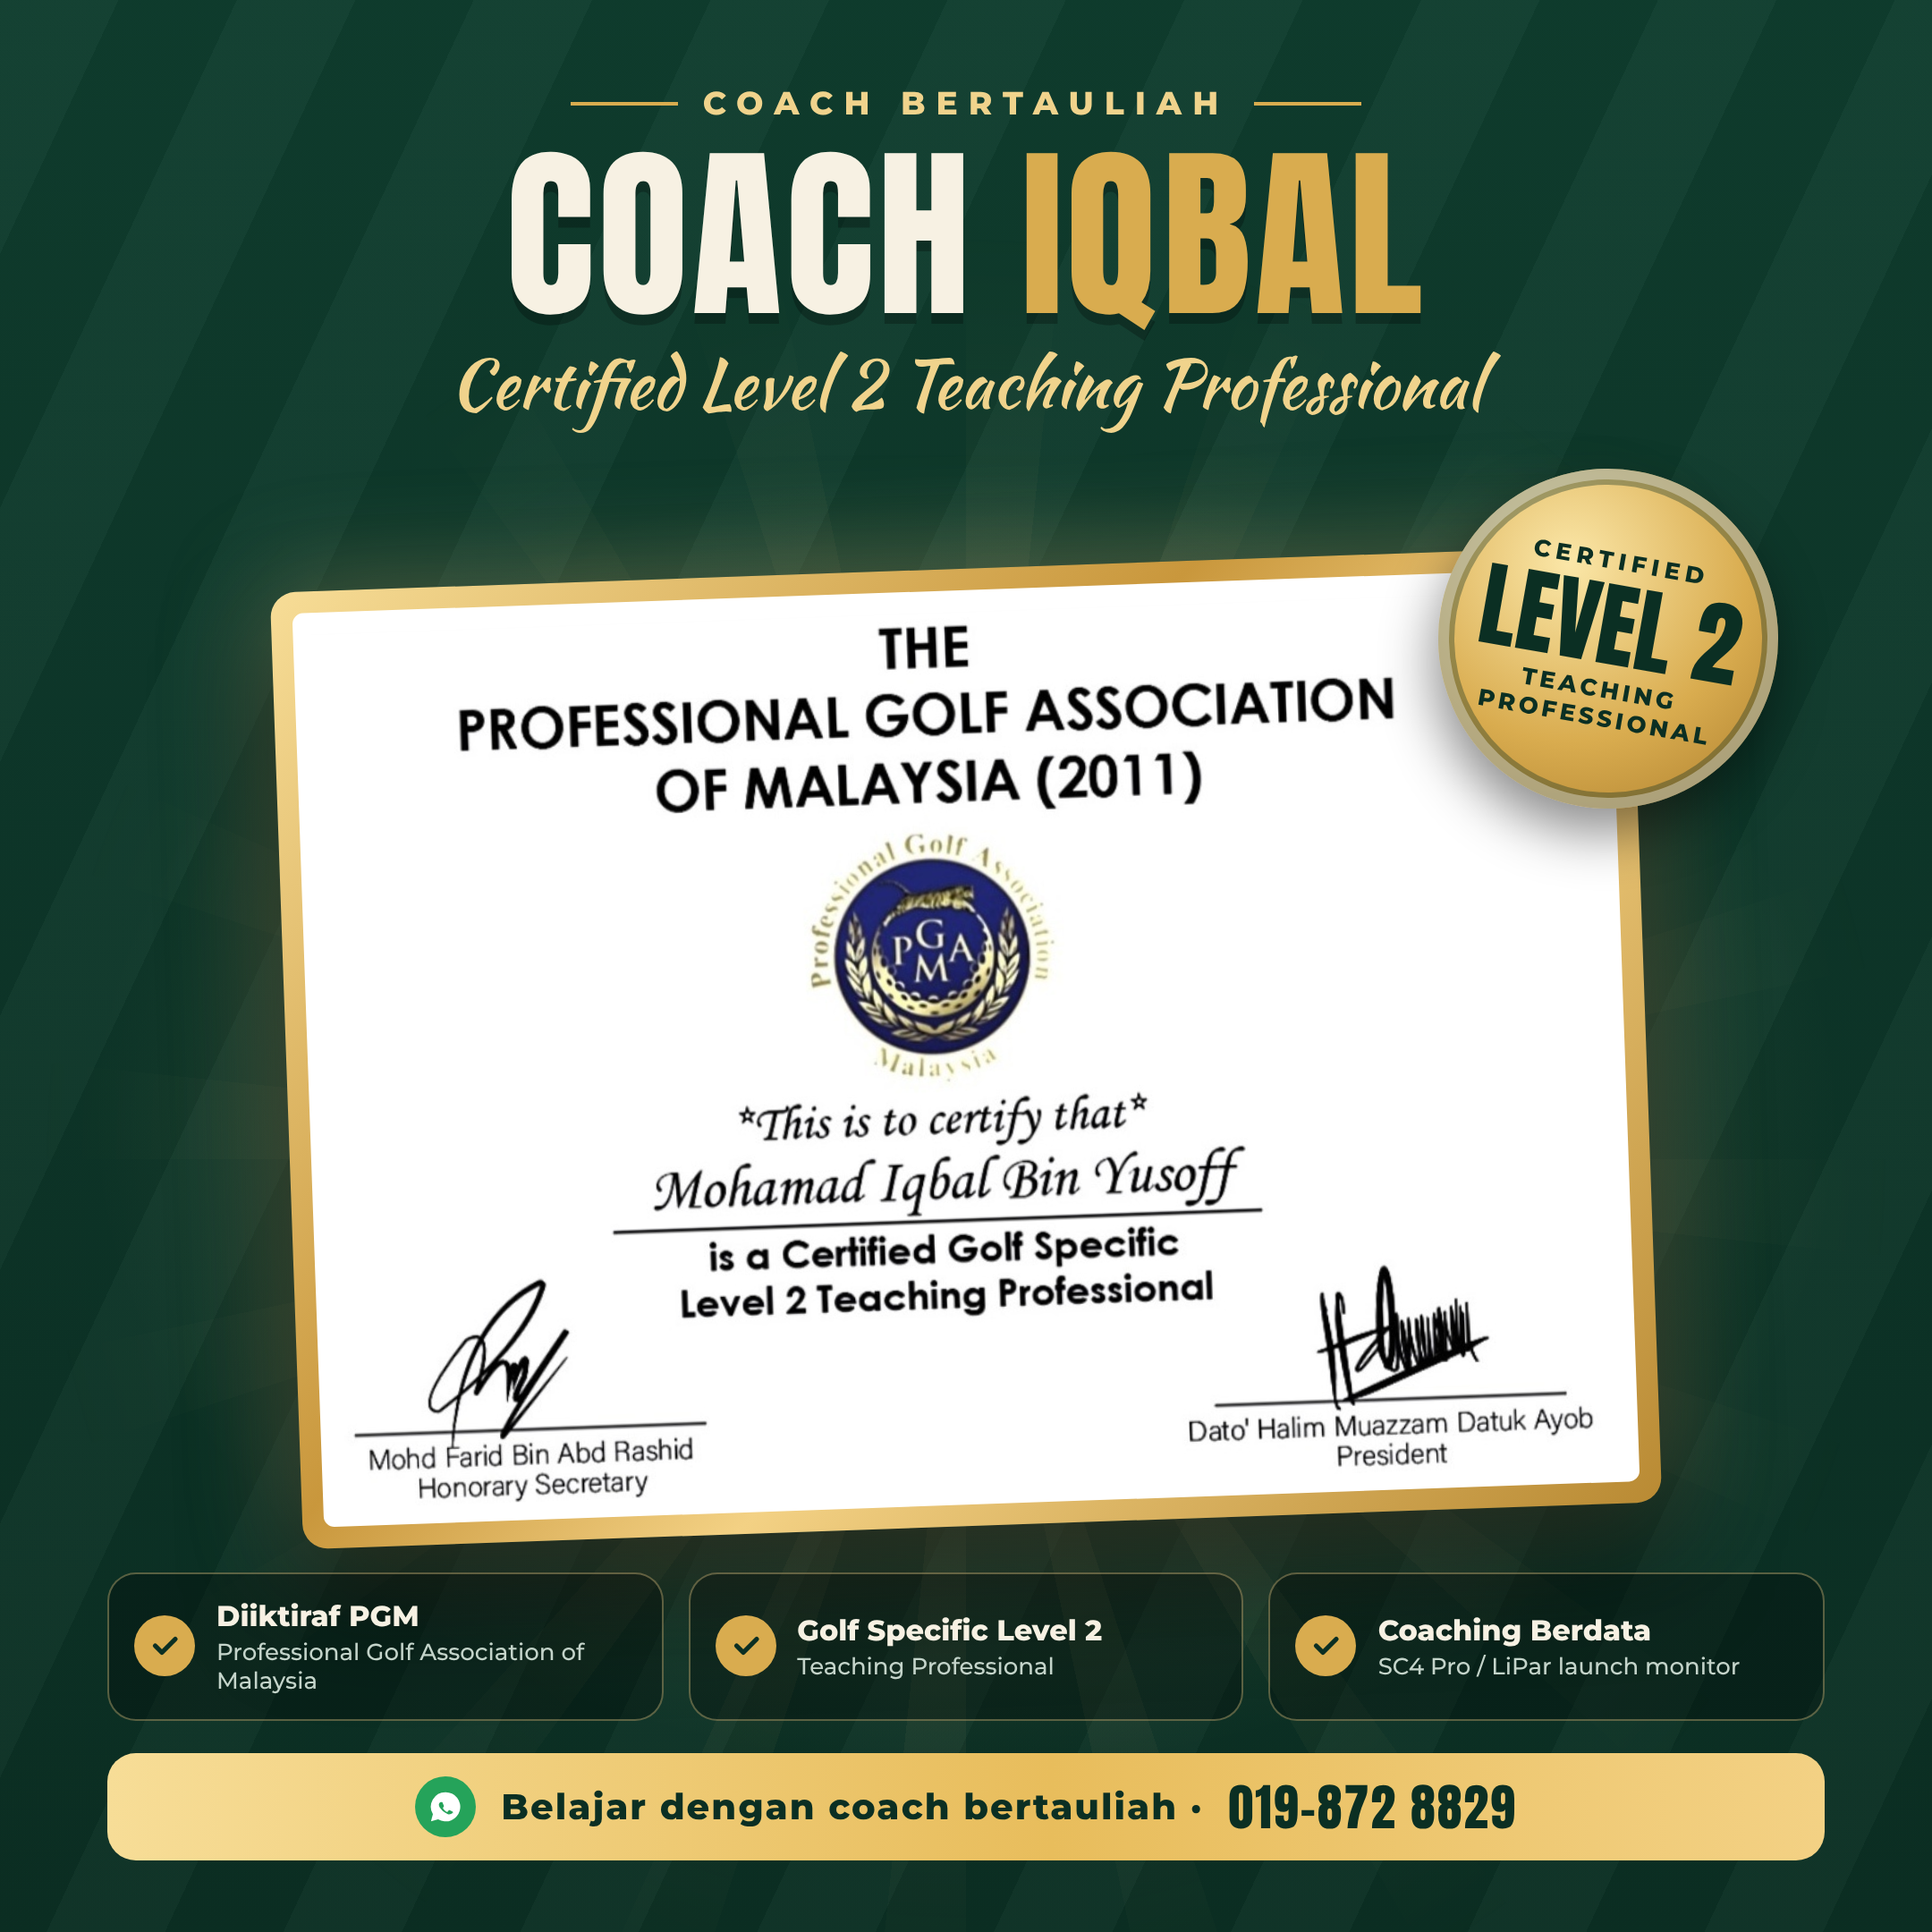 COACH BERTAULIAH
COACH IQBAL
Certified Level 2 Teaching Professional
CERTIFIED
LEVEL 2
TEACHING
PROFESSIONAL
THE
PROFESSIONAL GOLF ASSOCIATION
OF MALAYSIA (2011)
Professional Golf Association
PGAM
Malaysia
*This is to certify that*
Mohamad Iqbal Bin Yusoff
is a Certified Golf Specific
Level 2 Teaching Professional
Mohd Farid Bin Abd Rashid
Honorary Secretary
Dato' Halim Muazzam Datuk Ayob
President
Diiktiraf PGM
Professional Golf Association of
Malaysia
Golf Specific Level 2
Teaching Professional
Coaching Berdata
SC4 Pro / LiPar launch monitor
Belajar dengan coach bertauliah · 019-872 8829